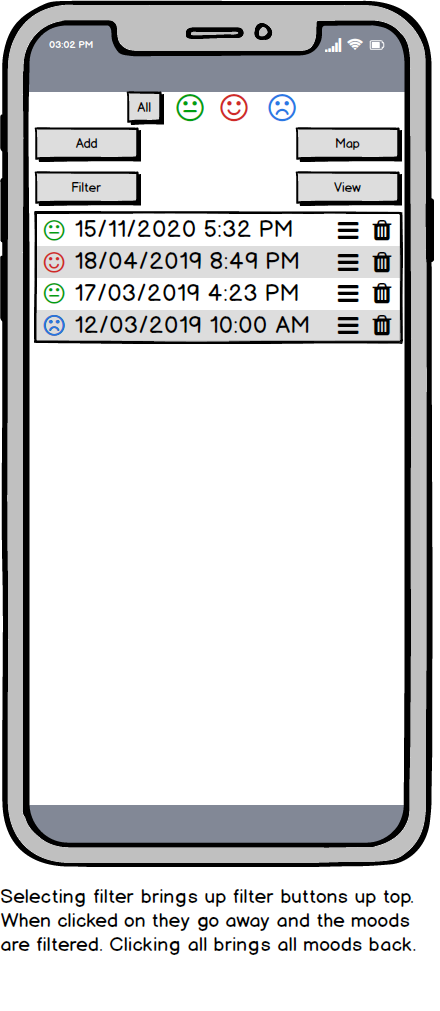 03:02 PM
All
Add
Map
Filter
View
15/11/2020 5:32 PM
18/04/2019 8:49 PM
17/03/2019 4:23 PM
12/03/2019 10:00 AM
Selecting filter brings up filter buttons up top.
When clicked on they go away and the moods
are filtered. Clicking all brings all moods back.